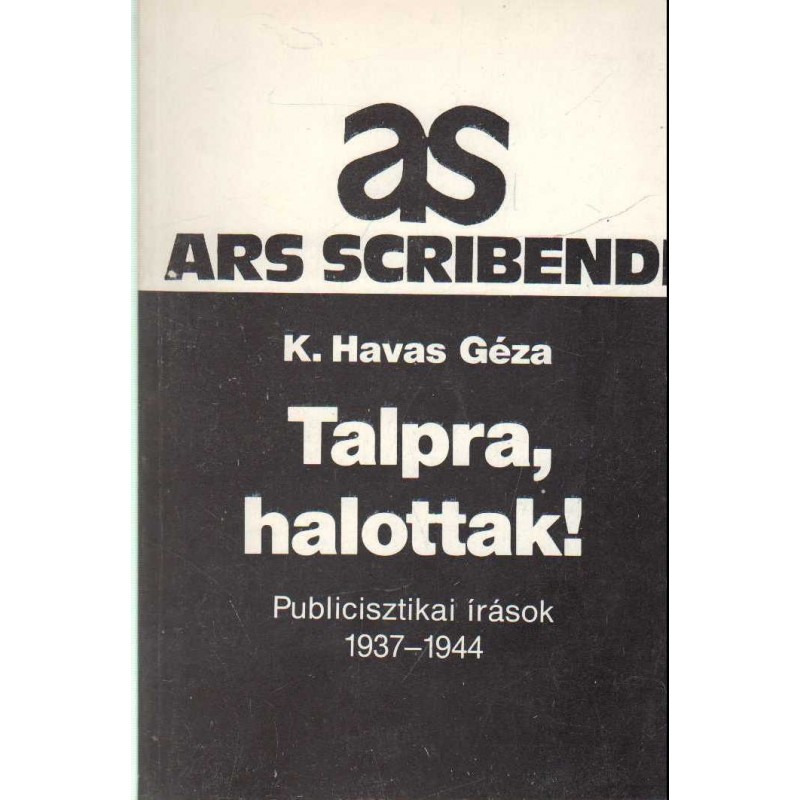 as
ARS SCRIBENDI
K. Havas Géza
Talpra,
halottak!
Publicisztikai írások
1937–1944